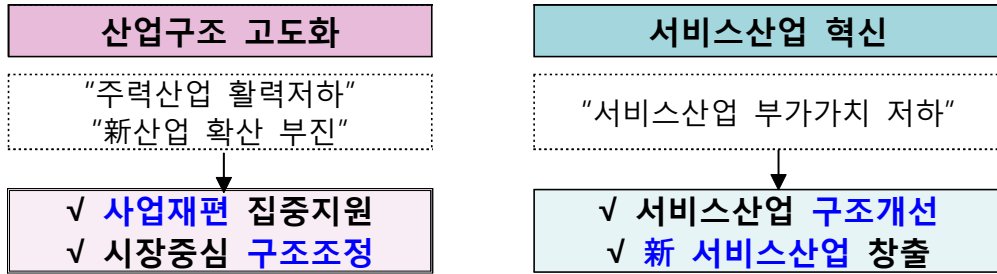 산업구조 고도화
"주력산업 활력저하"
"新산업 확산 부진"
√ 사업재편 집중지원
√ 시장중심 구조조정
서비스산업 혁신
"서비스산업 부가가치 저하"
√ 서비스산업 구조개선
√ 新 서비스산업 창출